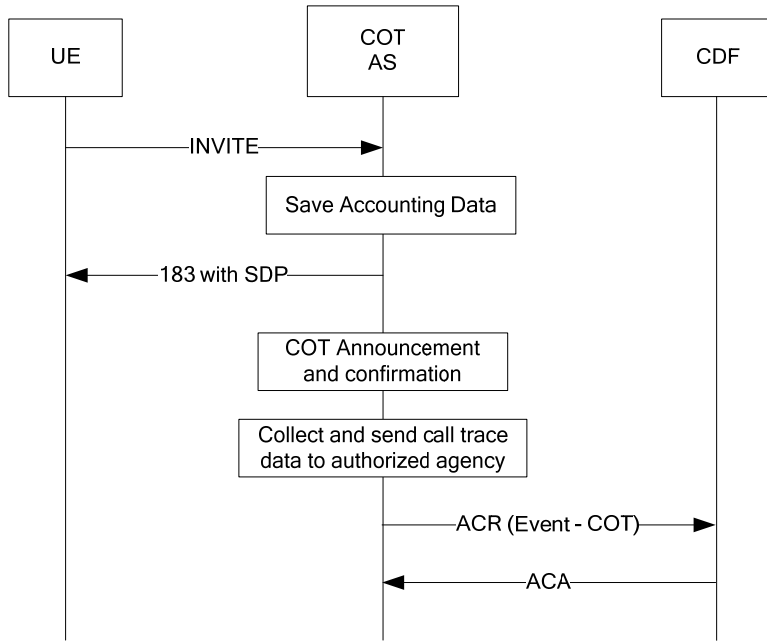 UE
COT
AS
CDF
INVITE
Save Accounting Data
183 with SDP
COT Announcement
and confirmation
Collect and send call trace
data to authorized agency
ACR (Event - COT)
ACA